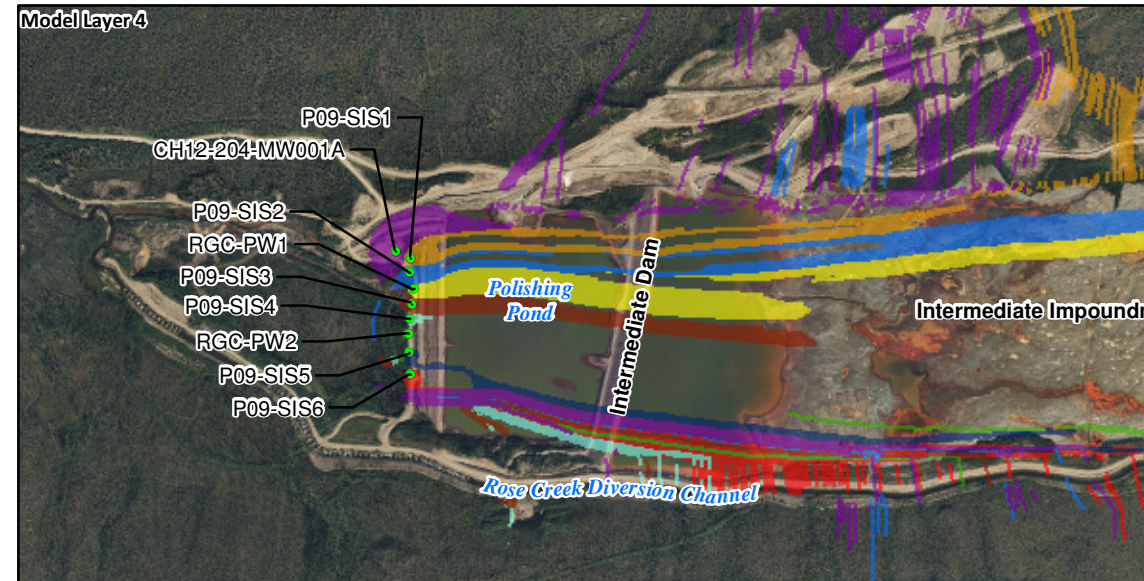 Model Layer 4
P09-SIS1
CH12-204-MW001A
P09-SIS2
RGC-PW1
P09-SIS3
P09-SIS4
RGC-PW2
P09-SIS5
P09-SIS6
Polishing
Pond
Intermediate Dam
Intermediate Impoundr
Rose Creek Diversion Channel